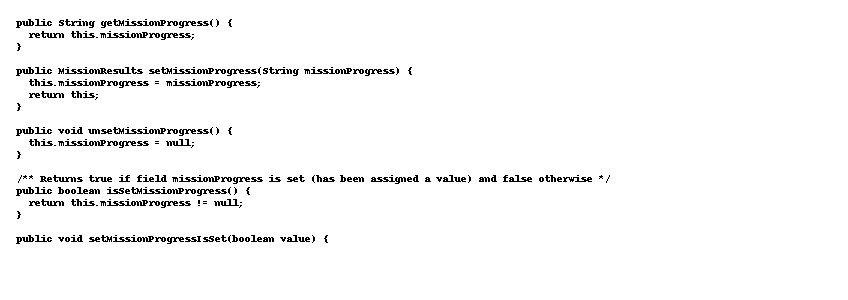 public String getMissionProgress() {
  return this.missionProgress;
}

public MissionResults setMissionProgress(String missionProgress) {
  this.missionProgress = missionProgress;
  return this;
}

public void unsetMissionProgress() {
  this.missionProgress = null;
}

/** Returns true if field missionProgress is set (has been assigned a value) and false otherwise */
public boolean isSetMissionProgress() {
  return this.missionProgress != null;
}

public void setMissionProgressIsSet(boolean value) {